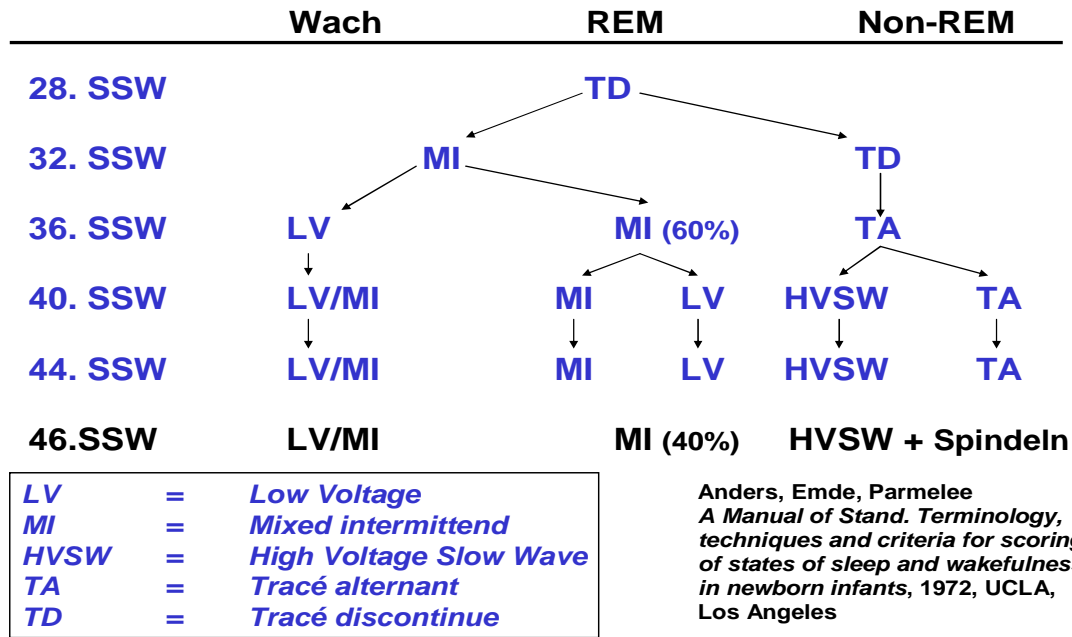 Wach REM Non-REM
28. SSW TD
32. SSW MI TD
36. SSW LV MI (60%) TA
40. SSW LV/MI MI LV HVSW TA
44. SSW LV/MI MI LV HVSW TA
46.SSW LV/MI MI (40%) HVSW + Spindeln
LV = Low Voltage
MI = Mixed intermittend
HVSW = High Voltage Slow Wave
TA = Tracé alternant
TD = Tracé discontinue
Anders, Emde, Parmelee
A Manual of Stand. Terminology,
techniques and criteria for scoring
of states of sleep and wakefulness
in newborn infants, 1972, UCLA,
Los Angeles